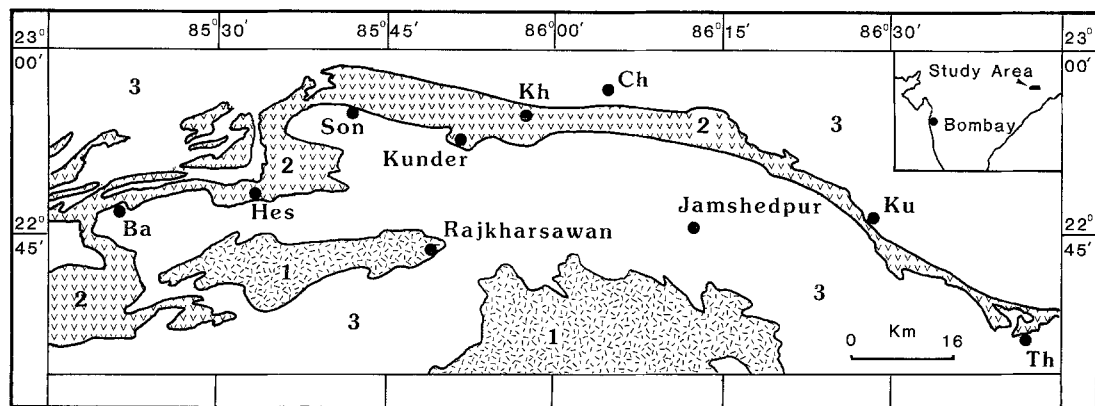 85° 30′ 85° 45′ 86° 00′ 86° 15′ 86° 30′
23° 00′
23° 00′
3
Ch
Study Area
Kh
Son
2
3
Bombay
Kunder
2
Hes
Ba
Jamshedpur
Ku
22° 45′
Rajkharsawan
22° 45′
1
2
3
3
1
0 Km 16
Th